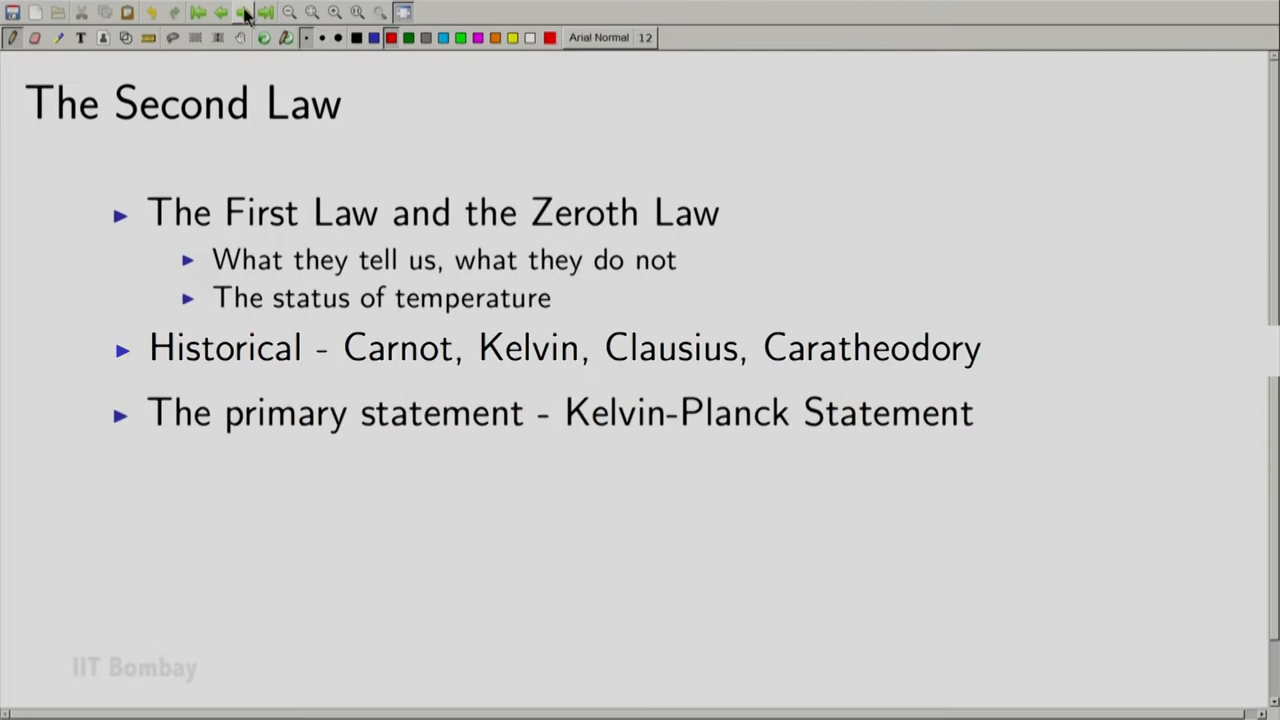 T
Arial Normal 12
The Second Law
The First Law and the Zeroth Law
What they tell us, what they do not
The status of temperature
Historical - Carnot, Kelvin, Clausius, Caratheodory
The primary statement - Kelvin-Planck Statement
IIT Bombay